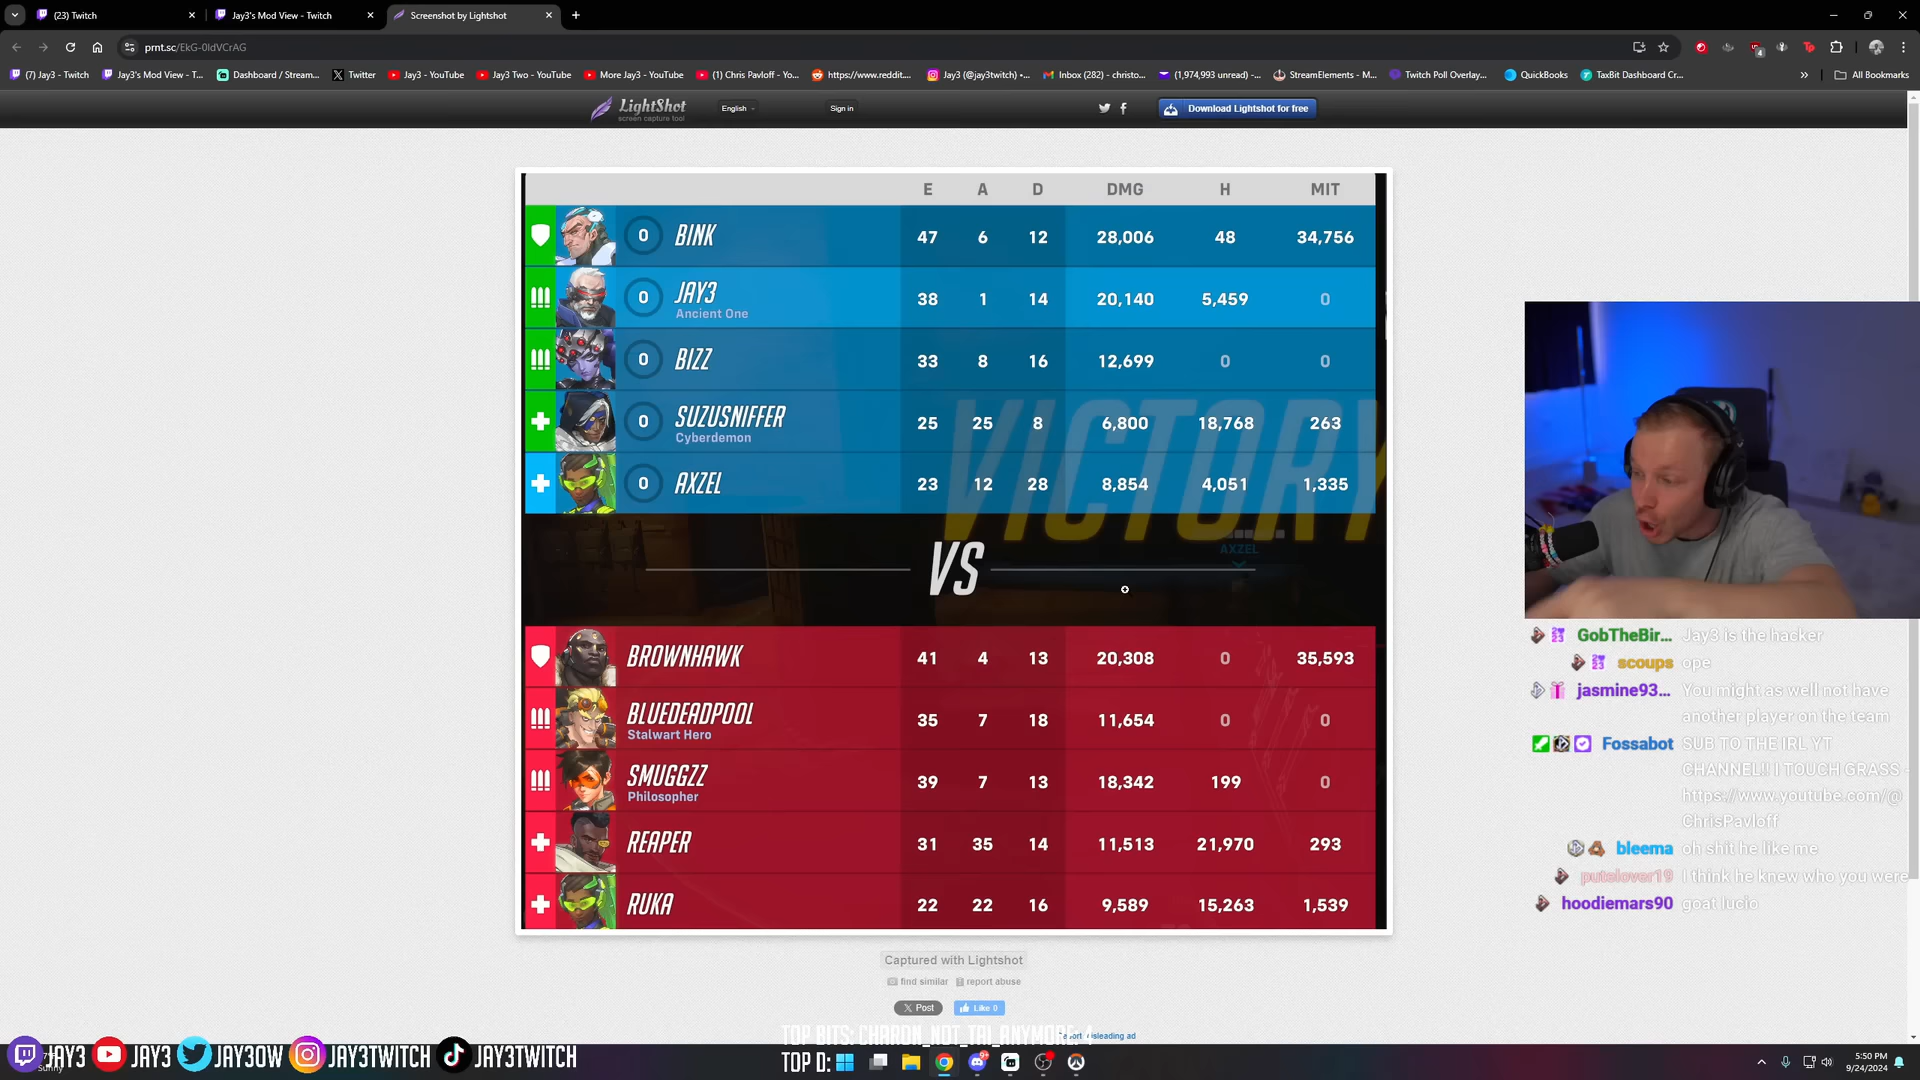 (23) Twitch
Jay3's Mod View - Twitch
Screenshot by Lightshot
prnt.sc/EkG-0IdVCrAG
(7) Jay3 - Twitch
Jay3's Mod View - T...
Dashboard / Stream...
Twitter
Jay3 - YouTube
Jay3 Two - YouTube
More Jay3 - YouTube
(1) Chris Pavloff - Yo...
https://www.reddit....
Jay3 (@jay3twitch) •...
Inbox (282) - christo...
(1,974,993 unread) -...
StreamElements - M...
Twitch Poll Overlay...
QuickBooks
TaxBit Dashboard Cr...
All Bookmarks
LightShot
screen capture tool
English
Sign in
Download Lightshot for free
E A D DMG H MIT
0 BINK 47 6 12 28,006 48 34,756
0 JAY3 38 1 14 20,140 5,459 0
Ancient One
0 BIZZ 33 8 16 12,699 0 0
0 SUZUSNIFFER 25 25 8 6,800 18,768 263
Cyberdemon
0 AXZEL 23 12 28 8,854 4,051 1,335
VICTORY
AXZEL
VS
BROWNHAWK 41 4 13 20,308 0 35,593
BLUEDEADPOOL 35 7 18 11,654 0 0
Stalwart Hero
SMUGGZZ 39 7 13 18,342 199 0
Philosopher
REAPER 31 35 14 11,513 21,970 293
RUKA 22 22 16 9,589 15,263 1,539
Captured with Lightshot
find similar report abuse
Post Like 0
GobTheBir... Jay3 is the hacker
scoups ope
jasmine93... You might as well not have
another player on the team
Fossabot SUB TO THE IRL YT
CHANNEL!! I TOUCH GRASS -
https://www.youtube.com/@
ChrisPavloff
bleema oh shit he like me
putelover19 I think he knew who you were
hoodiemars90 goat lucio
TOP BITS: CHARON_NOT_TAI_ANYMORE: 4
TOP D:
JAY3 JAY3 JAY3OW JAY3TWITCH JAY3TWITCH
Sunny
5:50 PM
9/24/2024